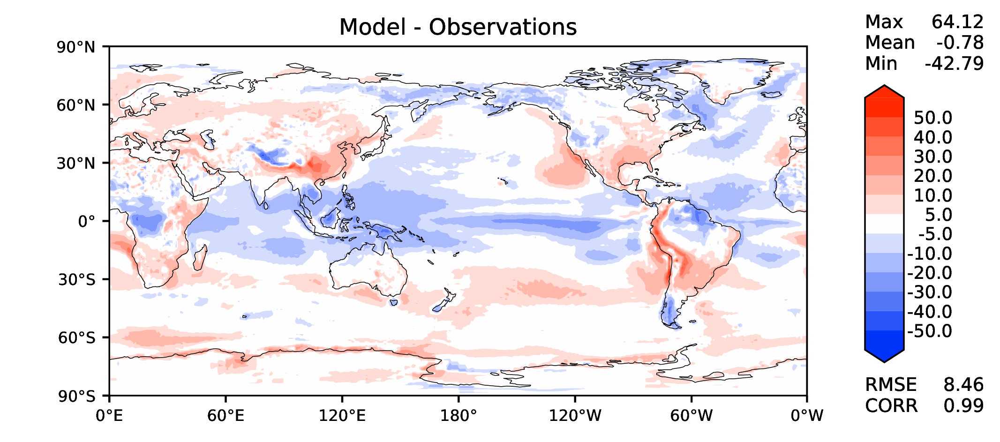 Model - Observations
Max 64.12
Mean -0.78
Min -42.79
90°N
60°N
30°N
0°
30°S
60°S
90°S
0°E 60°E 120°E 180° 120°W 60°W 0°W
50.0
40.0
30.0
20.0
10.0
5.0
-5.0
-10.0
-20.0
-30.0
-40.0
-50.0
RMSE 8.46
CORR 0.99